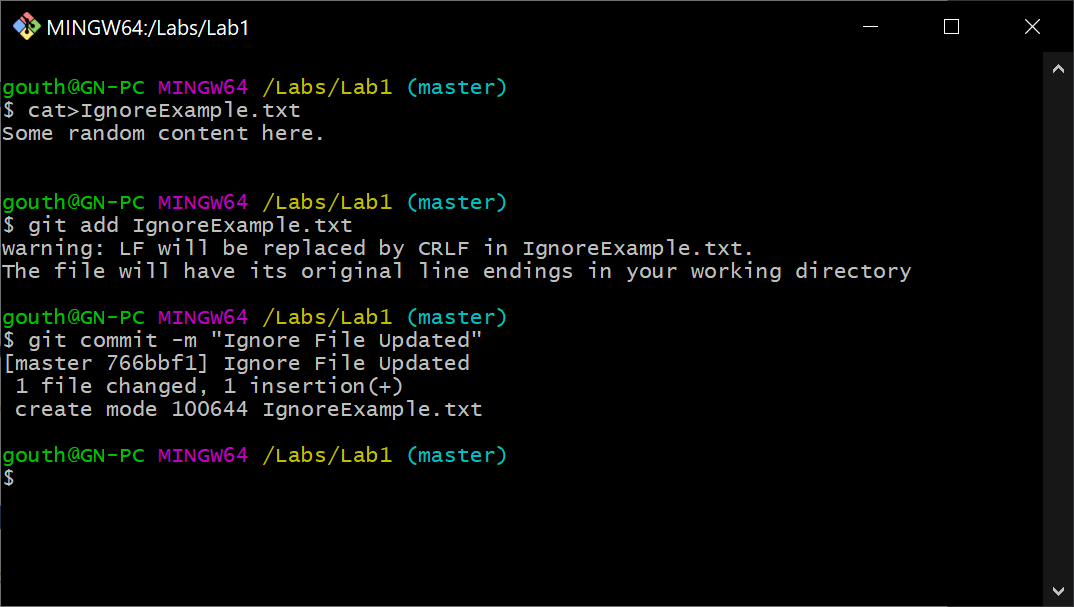 MINGW64:/Labs/Lab1
gouth@GN-PC MINGW64 /Labs/Lab1 (master)
$ cat>IgnoreExample.txt
Some random content here.
gouth@GN-PC MINGW64 /Labs/Lab1 (master)
$ git add IgnoreExample.txt
warning: LF will be replaced by CRLF in IgnoreExample.txt.
The file will have its original line endings in your working directory
gouth@GN-PC MINGW64 /Labs/Lab1 (master)
$ git commit -m "Ignore File Updated"
[master 766bbf1] Ignore File Updated
 1 file changed, 1 insertion(+)
 create mode 100644 IgnoreExample.txt
gouth@GN-PC MINGW64 /Labs/Lab1 (master)
$